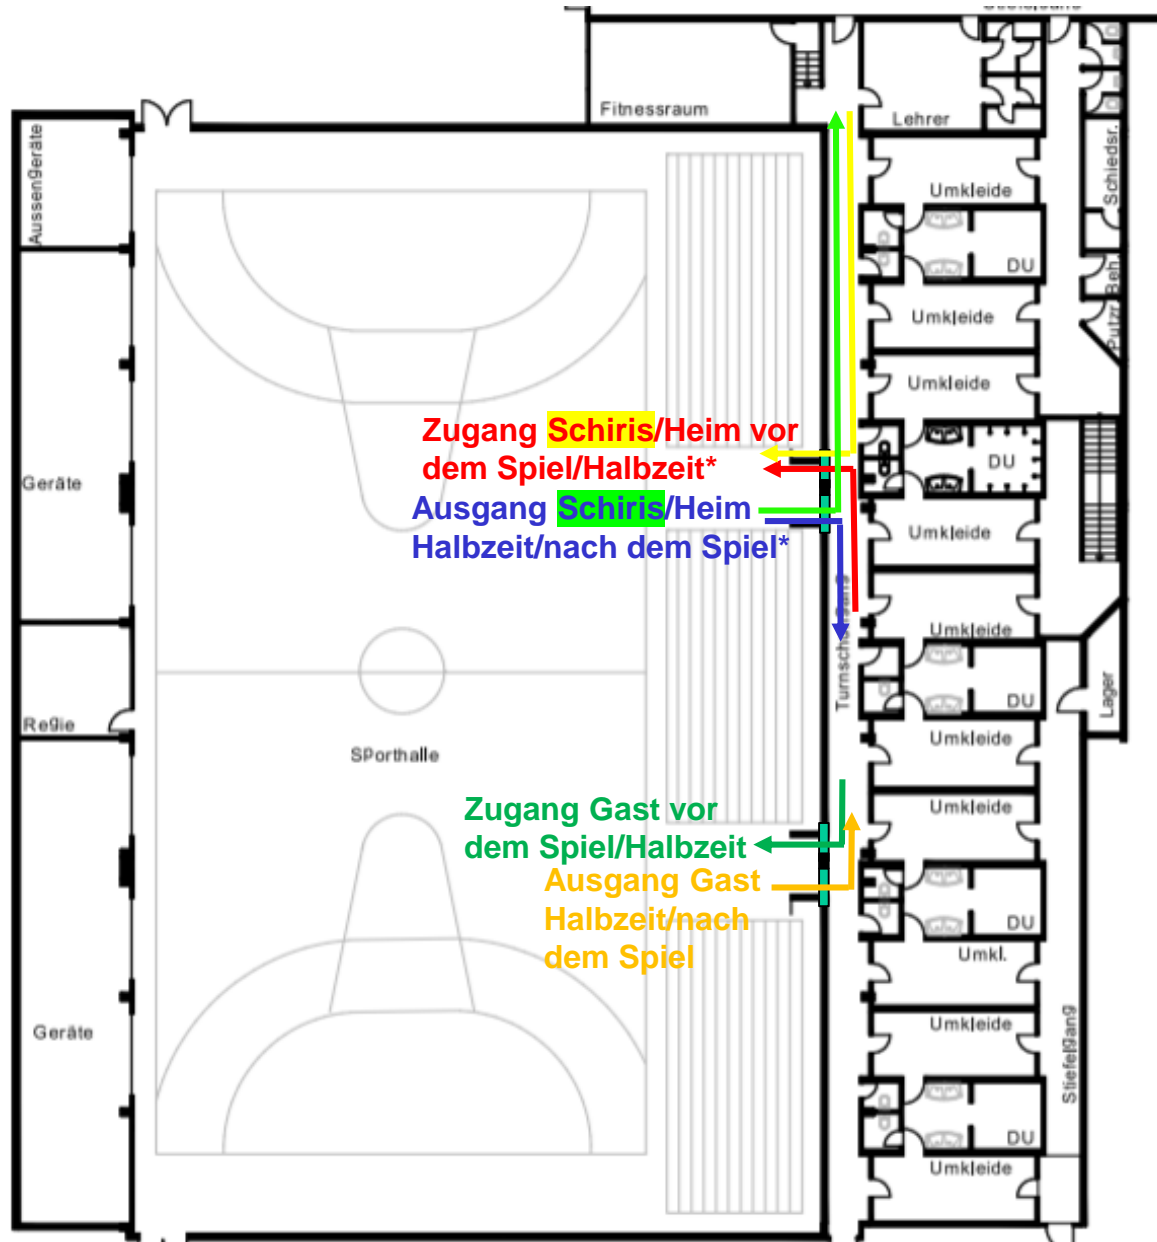 Fitnessraum
Lehrer
Aussengeräte
Umkleide
Schiedsr.
DU
Beh.
Umkleide
Putzr.
Umkleide
Zugang Schiris/Heim vor
dem Spiel/Halbzeit*
DU
Geräte
Ausgang Schiris/Heim
Halbzeit/nach dem Spiel*
Umkleide
Umkleide
DU
Lager
Regie
Umkleide
Sporthalle
Zugang Gast vor
dem Spiel/Halbzeit
Umkleide
Ausgang Gast
Halbzeit/nach
dem Spiel
DU
Umkl.
Geräte
Umkleide
Stiefelgang
DU
Umkleide